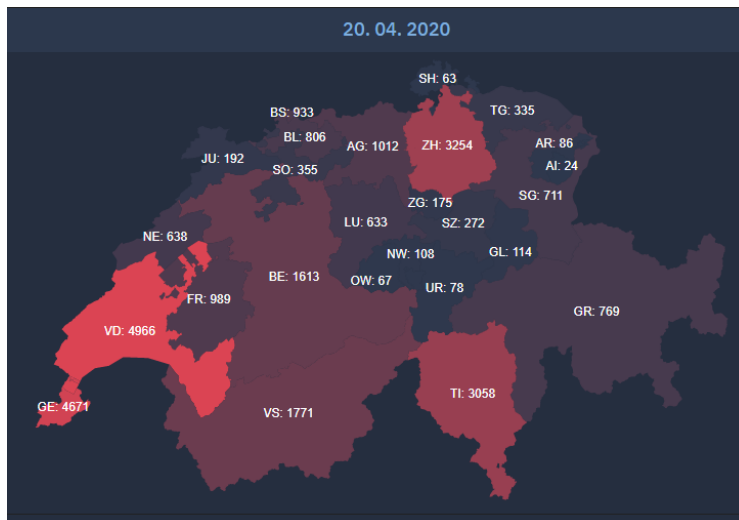 20. 04. 2020
SH: 63
BS: 933
TG: 335
BL: 806
AG: 1012
ZH: 3254
AR: 86
JU: 192
SO: 355
AI: 24
SG: 711
ZG: 175
LU: 633
SZ: 272
NE: 638
NW: 108
GL: 114
BE: 1613
OW: 67
UR: 78
FR: 989
GR: 769
VD: 4966
TI: 3058
GE: 4671
VS: 1771